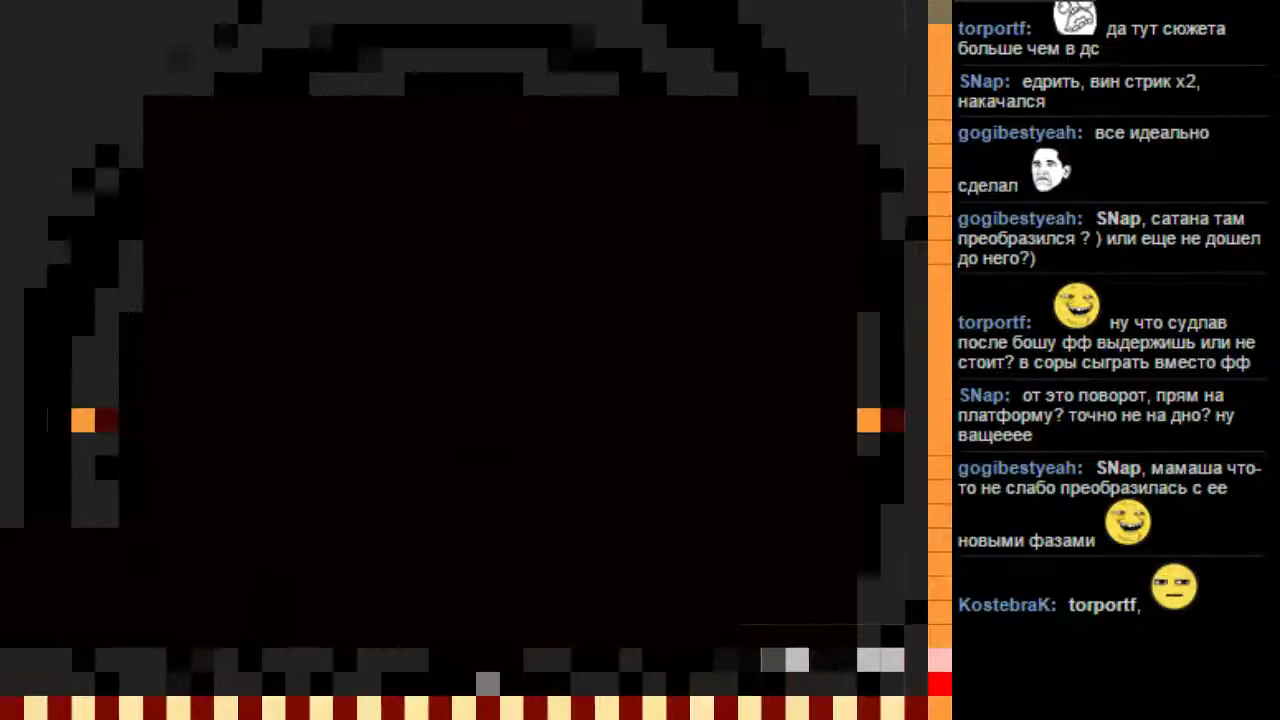 torportf: да тут сюжета
больше чем в дс
SNap: едрить, вин стрик x2,
накачался
gogibestyeah: все идеально
сделал
gogibestyeah: SNap, сатана там
преобразился ? ) или еще не дошел
до него?)
torportf: ну что судлав
после бошу фф выдержишь или не
стоит? в соры сыграть вместо фф
SNap: от это поворот, прям на
платформу? точно не на дно? ну
ващееее
gogibestyeah: SNap, мамаша что-
то не слабо преобразилась с ее
новыми фазами
KostebraK: torportf,